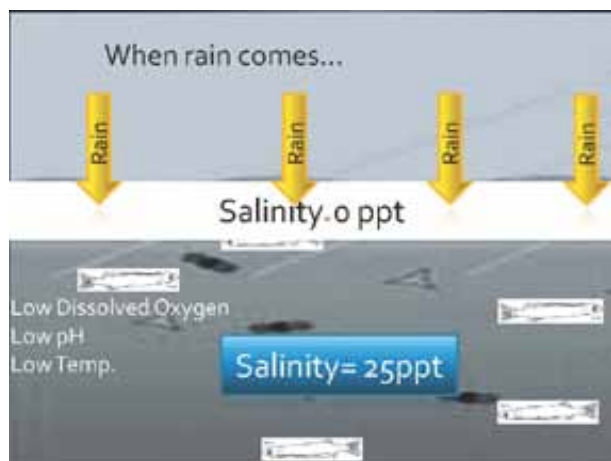 When rain comes...
Rain Rain Rain Rain
Salinity 0 ppt
Low Dissolved Oxygen
Low pH
Low Temp.
Salinity= 25ppt